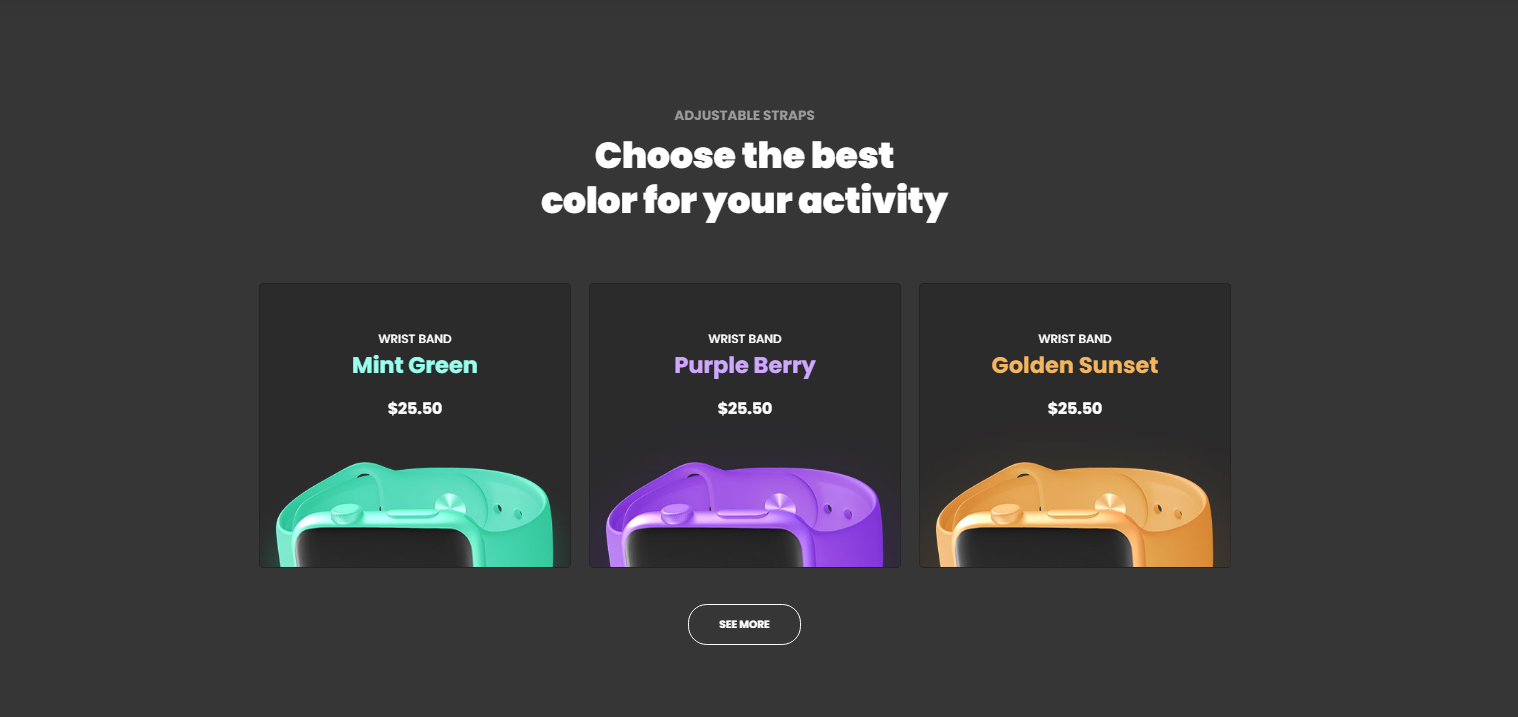 ADJUSTABLE STRAPS
Choose the best
color for your activity
WRIST BAND
Mint Green
$25.50
WRIST BAND
Purple Berry
$25.50
WRIST BAND
Golden Sunset
$25.50
SEE MORE